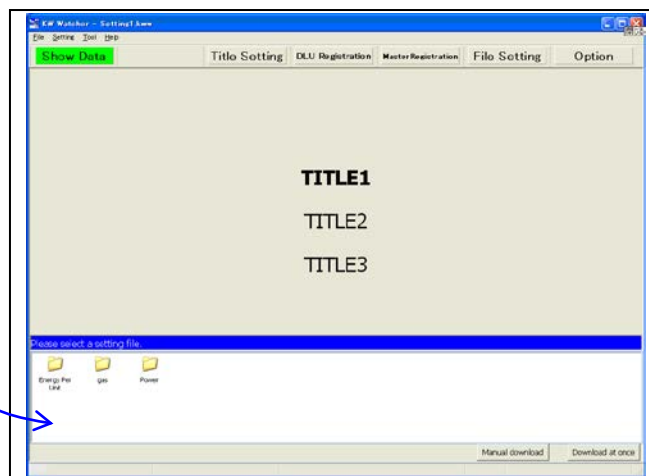 KW Watcher - Setting1.kww
File Setting Tool Help
Show Data Title Setting DLU Registration Master Registration File Setting Option
TITLE1
TITLE2
TITLE3
Please select a setting file.
Energy Per gas Power
Unit
Manual download Download at once